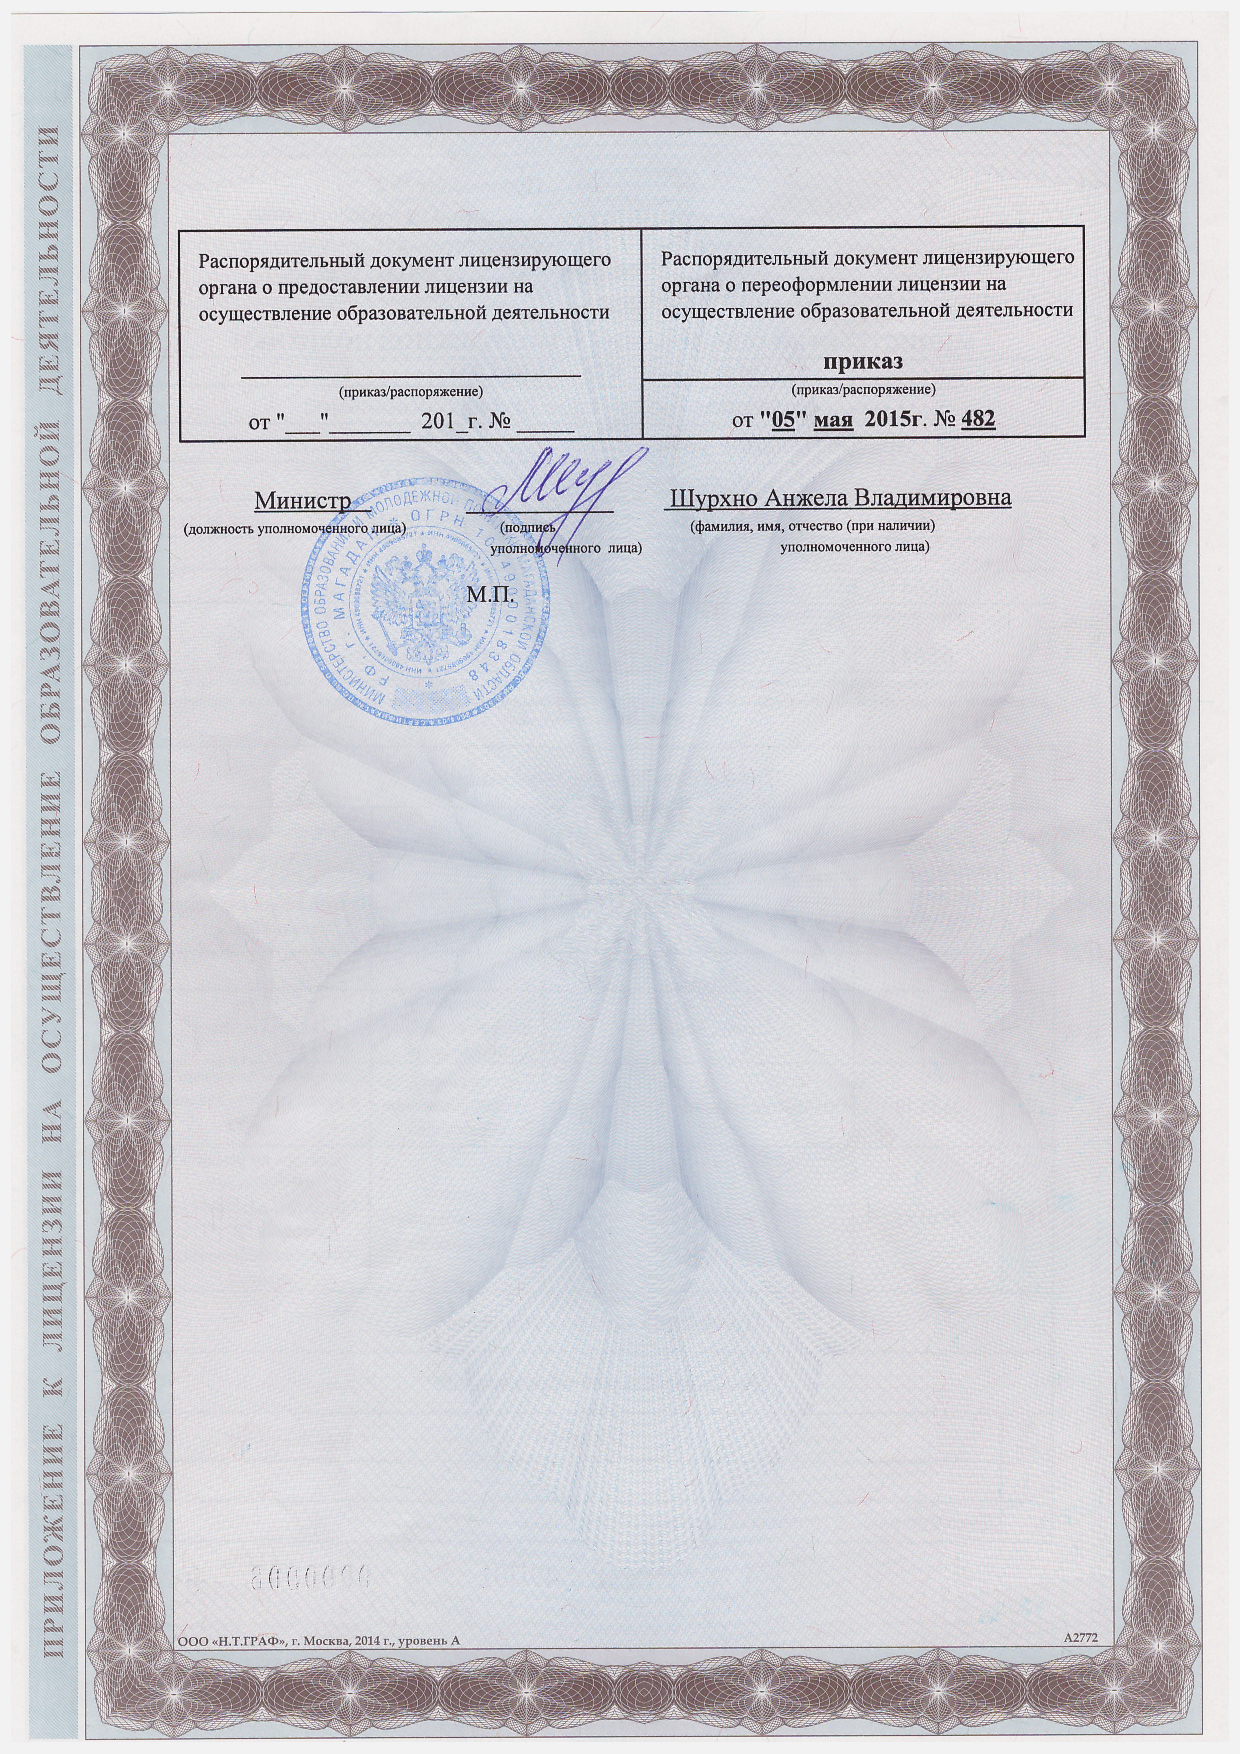 ПРИЛОЖЕНИЕ К ЛИЦЕНЗИИ НА ОСУЩЕСТВЛЕНИЕ ОБРАЗОВАТЕЛЬНОЙ ДЕЯТЕЛЬНОСТИ
Распорядительный документ лицензирующего
органа о предоставлении лицензии на
осуществление образовательной деятельности
(приказ/распоряжение)
от "___"_______ 201_г. № _____
Распорядительный документ лицензирующего
органа о переоформлении лицензии на
осуществление образовательной деятельности
приказ
(приказ/распоряжение)
от "05" мая 2015г. № 482
Министр
(должность уполномоченного лица)
(подпись
уполномоченного лица)
Шурхно Анжела Владимировна
(фамилия, имя, отчество (при наличии)
уполномоченного лица)
М.П.
МИНИСТЕРСТВО ОБРАЗОВАНИЯ И МОЛОДЕЖНОЙ ПОЛИТИКИ МАГАДАНСКОЙ ОБЛАСТИ
РФ Г. МАГАДАН * ОГРН
ООО «Н.Т.ГРАФ», г. Москва, 2014 г., уровень А
А2772